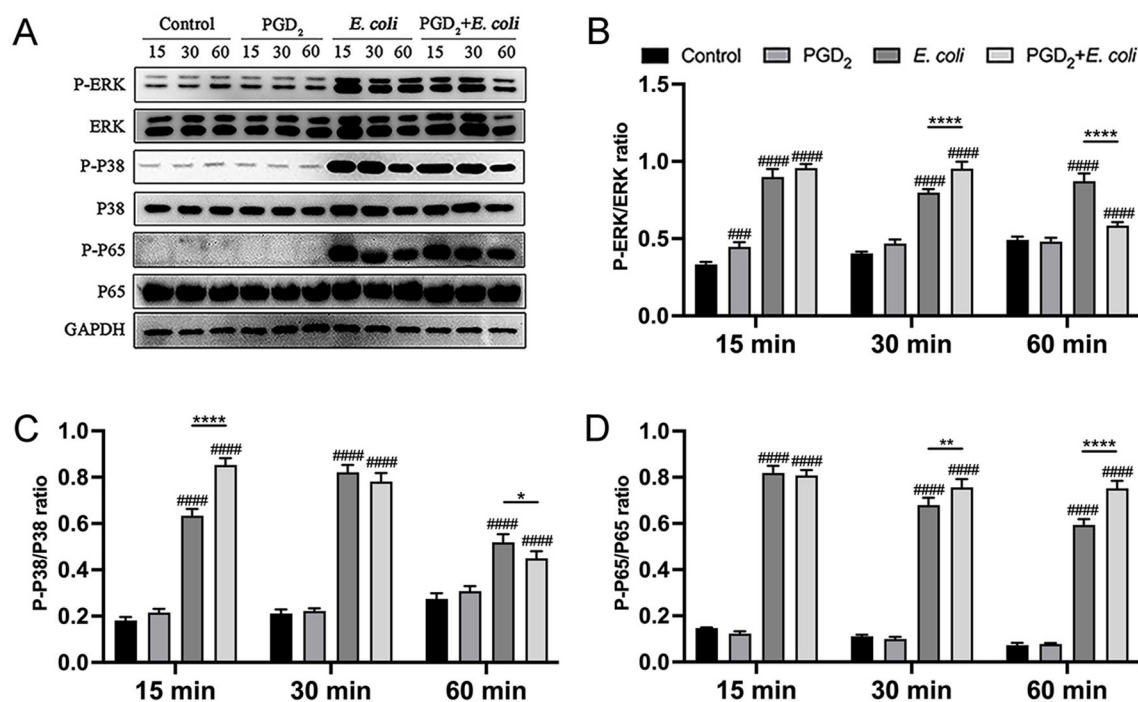 A
Control PGD2 E. coli PGD2+E. coli
15 30 60 15 30 60 15 30 60 15 30 60
P-ERK
ERK
P-P38
P38
P-P65
P65
GAPDH
B
Control PGD2 E. coli PGD2+E. coli
P-ERK/ERK ratio
1.5
1.0
0.5
0.0
### #### ####
#### **** ####
#### **** ####
15 min 30 min 60 min
C
P-P38/P38 ratio
1.0
0.8
0.6
0.4
0.2
0.0
#### **** ####
#### ####
#### * ####
15 min 30 min 60 min
D
P-P65/P65 ratio
1.0
0.8
0.6
0.4
0.2
0.0
#### ####
#### ** ####
#### **** ####
15 min 30 min 60 min